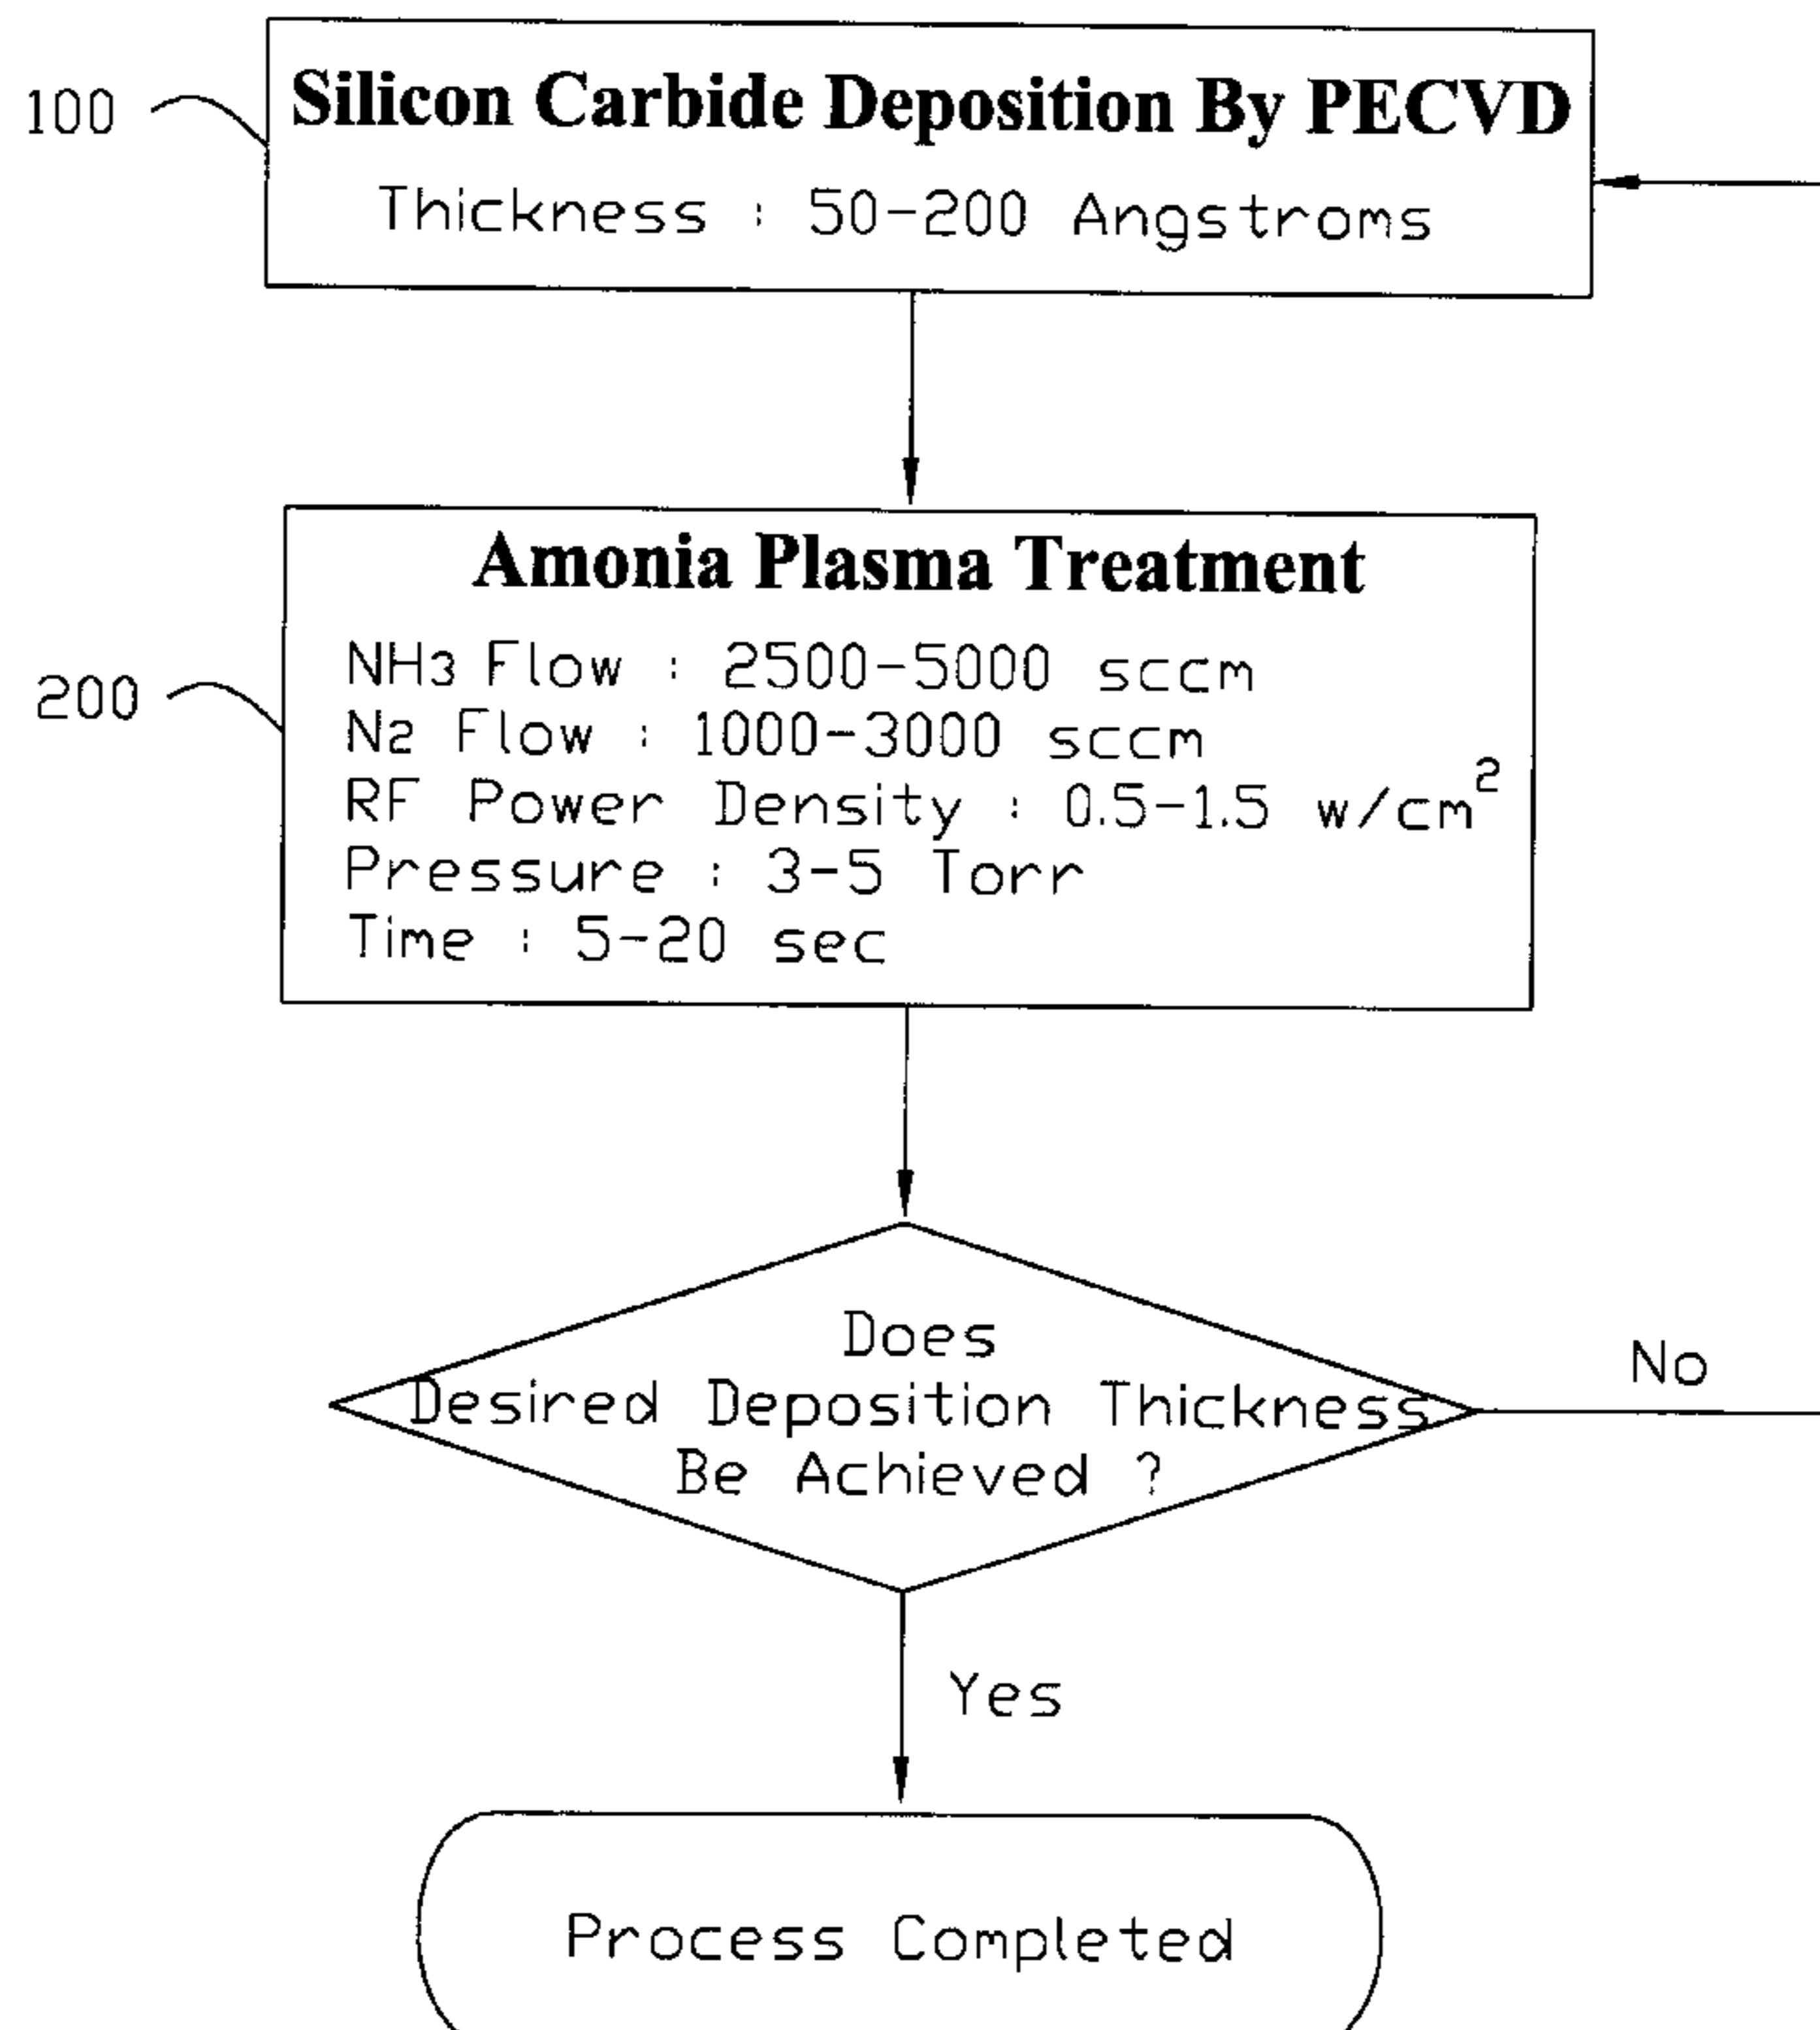 100
Silicon Carbide Deposition By PECVD
Thickness : 50-200 Angstroms
Amonia Plasma Treatment
200
NH3 Flow : 2500-5000 sccm
N2 Flow : 1000-3000 sccm
RF Power Density : 0.5-1.5 w/cm²
Pressure : 3-5 Torr
Time : 5-20 sec
Does
Desired Deposition Thickness
Be Achieved ?
No
Yes
Process Completed